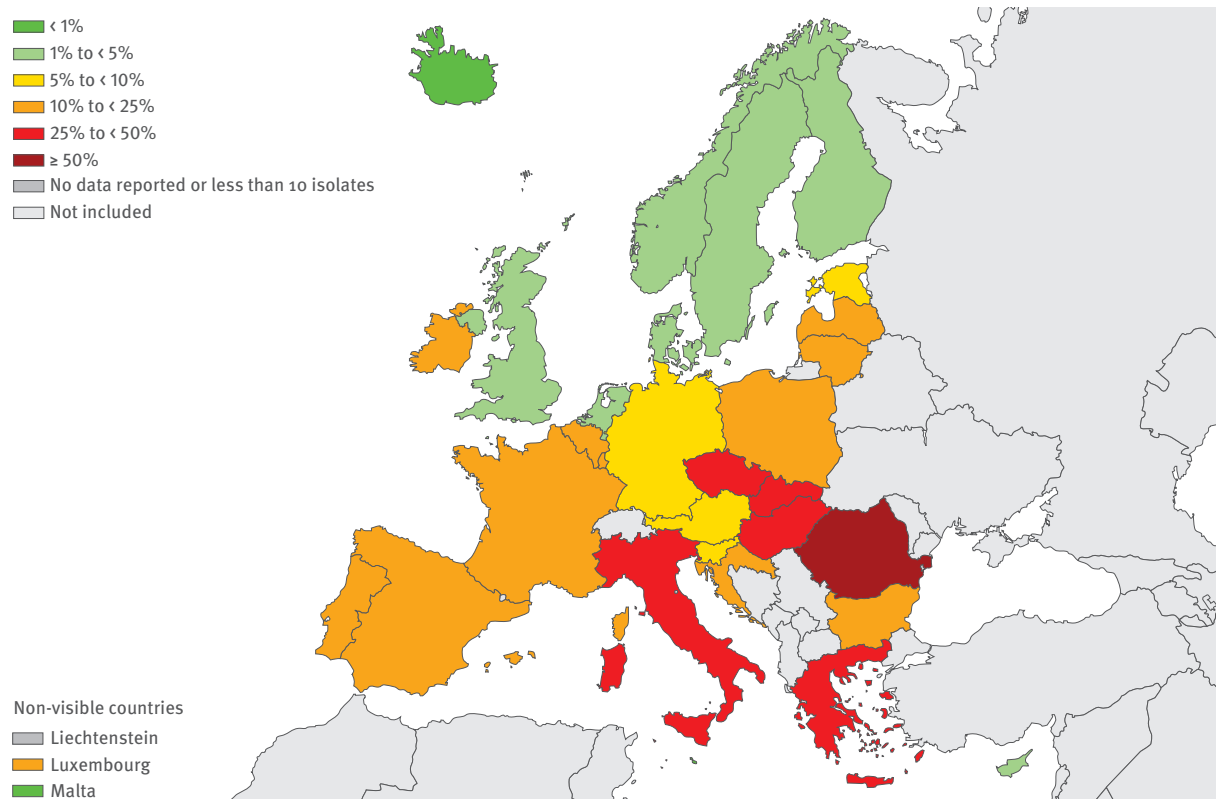 < 1%
1% to < 5%
5% to < 10%
10% to < 25%
25% to < 50%
≥ 50%
No data reported or less than 10 isolates
Not included
Non-visible countries
Liechtenstein
Luxembourg
Malta